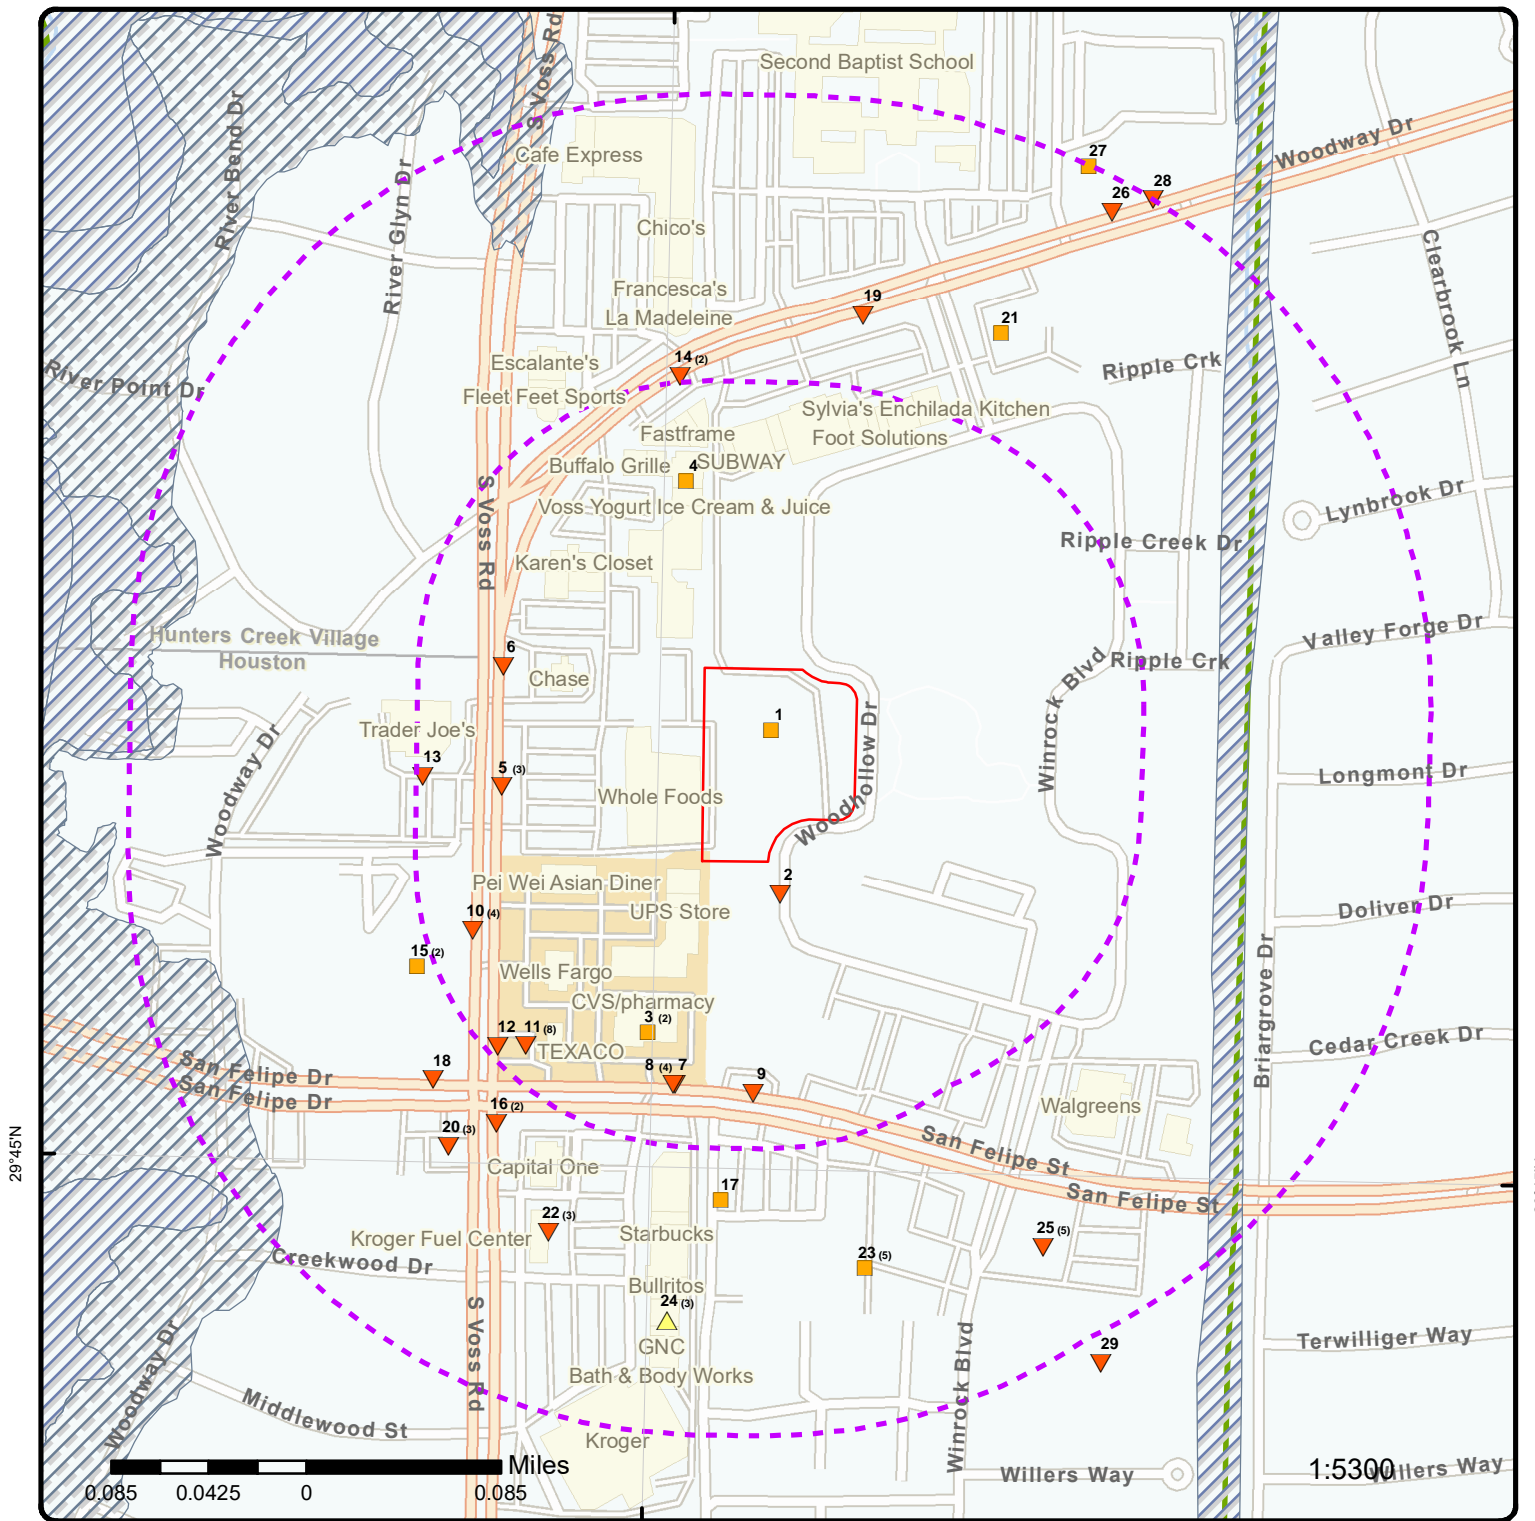 Second Baptist School
S Voss Rd
River Bend Dr
River Glyn Dr
Cafe Express
27
Woodway Dr
28
26
Chico's
Clearbrook Ln
Francesca's
La Madeleine
19
21
14 (2)
Escalante's
Ripple Crk
River Point Dr
Fleet Feet Sports
Sylvia's Enchilada Kitchen
Foot Solutions
Fastframe
Buffalo Grille
4
SUBWAY
Voss Yogurt Ice Cream & Juice
S Voss Rd
Lynbrook Dr
Ripple Creek Dr
Karen's Closet
Hunters Creek Village
Houston
Valley Forge Dr
6
Chase
Winrock Blvd
Ripple Crk
Trader Joe's
1
Woodhollow Dr
13
5 (3)
Woodway Dr
Whole Foods
Longmont Dr
Pei Wei Asian Diner
2
UPS Store
10 (4)
Doliver Dr
15 (2)
Wells Fargo
CVS/pharmacy
3 (2)
Briargrove Dr
12
11 (8)
TEXACO
Cedar Creek Dr
San Felipe Dr
18
8 (4)
7
9
San Felipe Dr
16 (2)
Walgreens
20 (3)
San Felipe St
29°45'N
Capital One
17
San Felipe St
22 (3)
Starbucks
25 (5)
Kroger Fuel Center
23 (5)
Creekwood Dr
Bullritos
24 (3)
GNC
S Voss Rd
Woodway Dr
Winrock Blvd
Terwilliger Way
29
Bath & Body Works
Middlewood St
Kroger
Miles
Willers Way
1:5300
Willers Way
0.085
0.0425
0
0.085